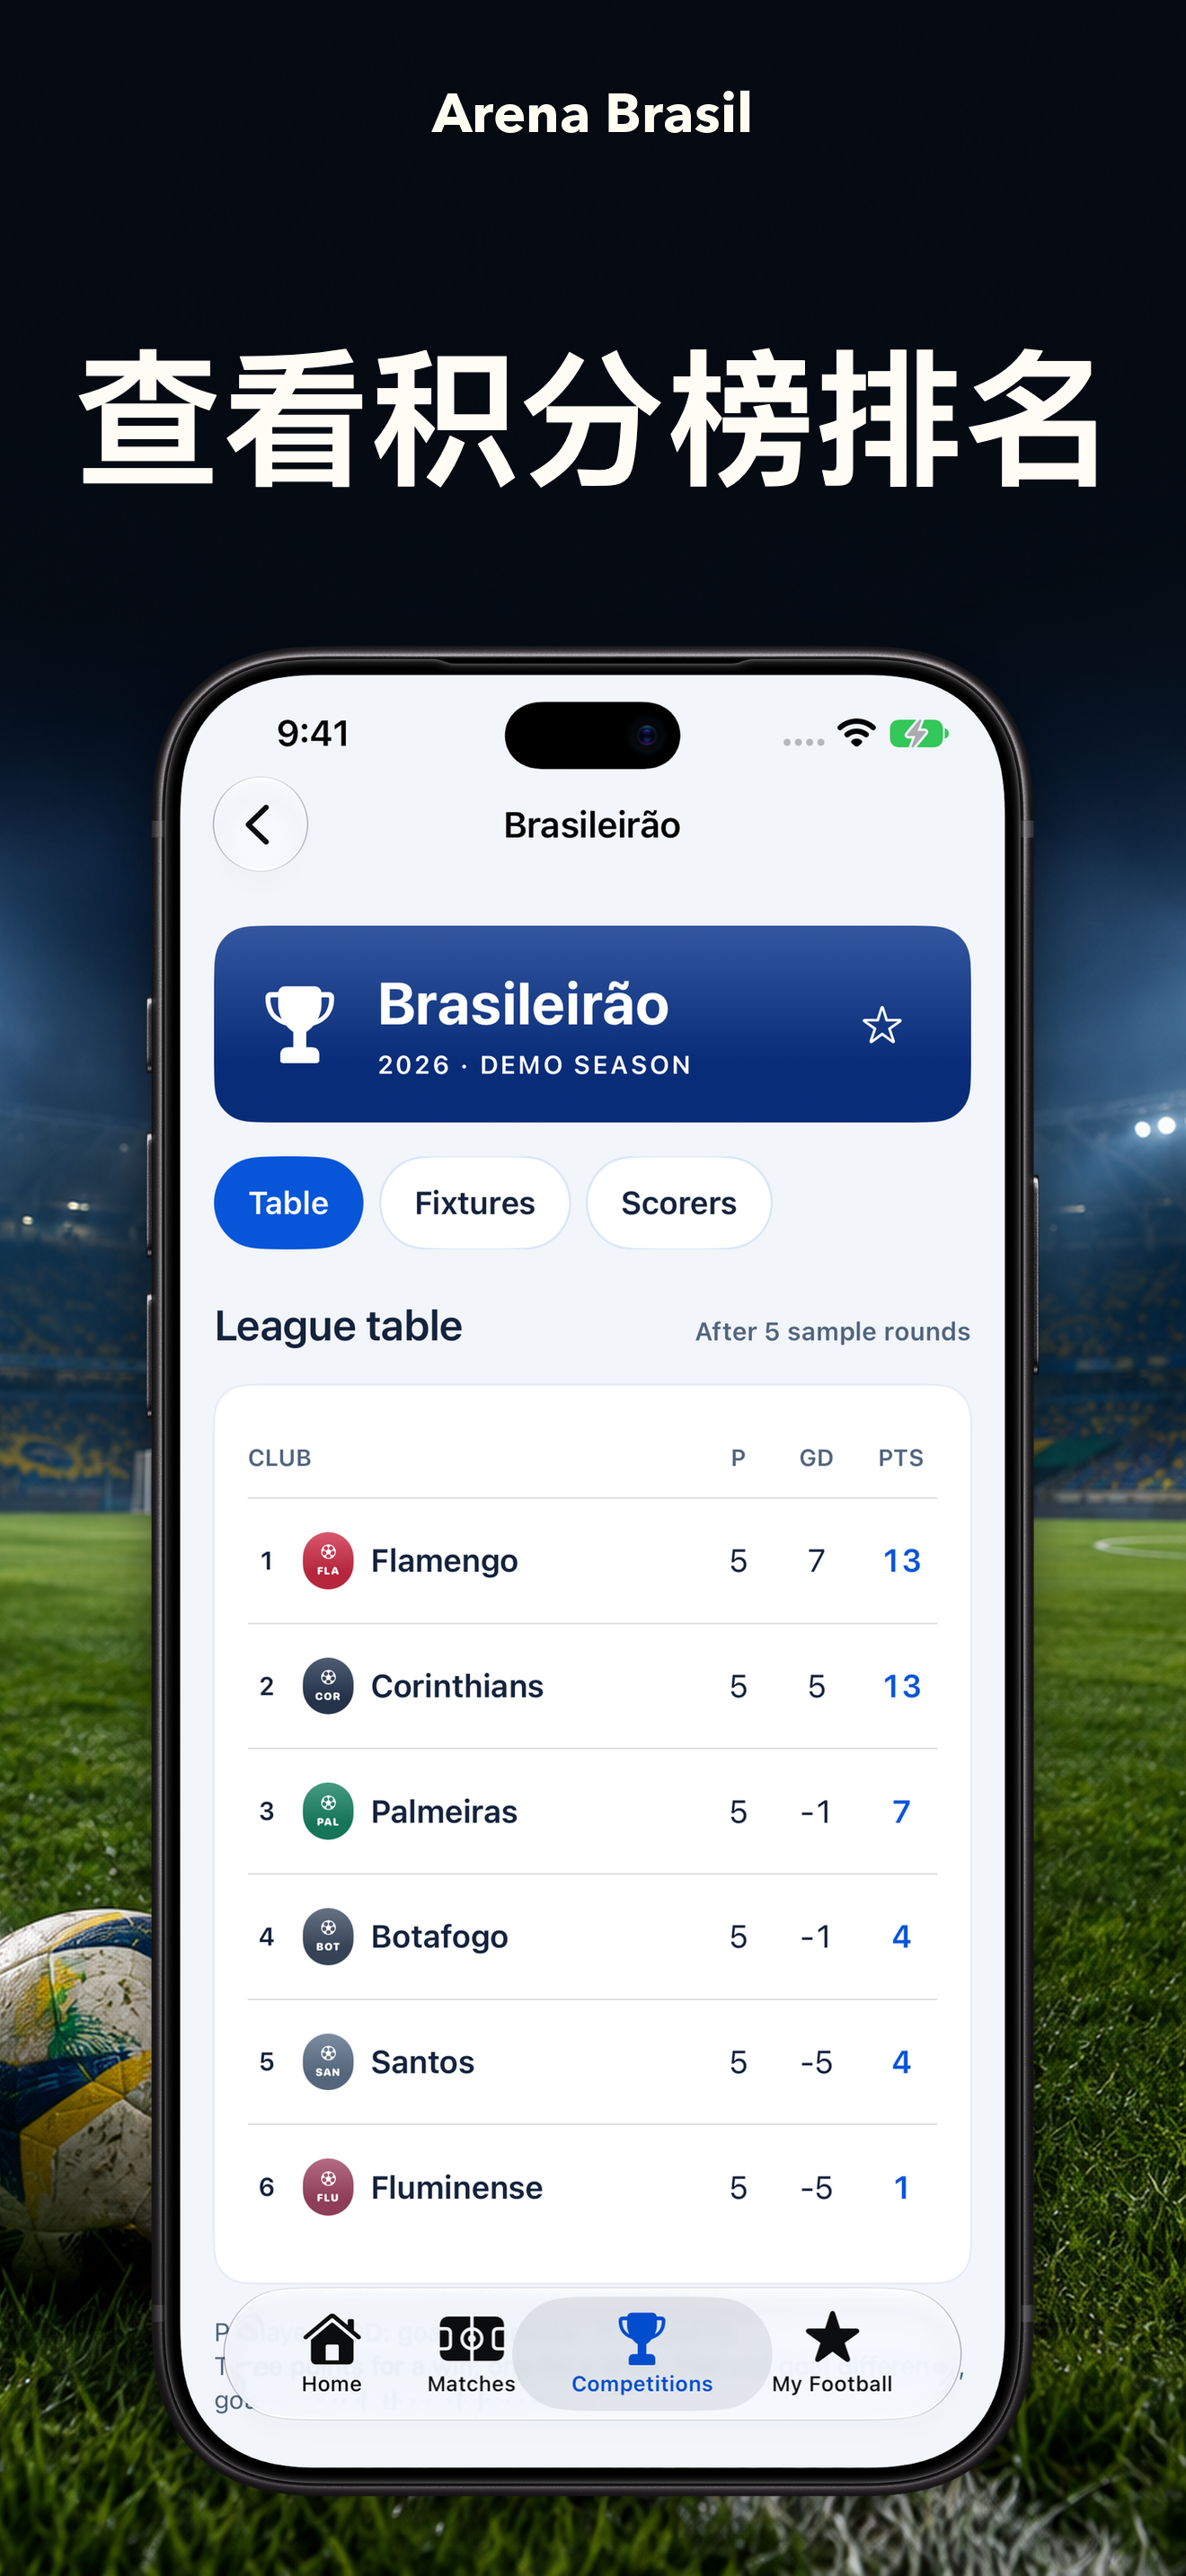 Arena Brasil
查看积分榜排名
9:41
Brasileirão
Brasileirão
2026 · DEMO SEASON
Table Fixtures Scorers
League table After 5 sample rounds
CLUB P GD PTS
1 FLA Flamengo 5 7 13
2 COR Corinthians 5 5 13
3 PAL Palmeiras 5 -1 7
4 BOT Botafogo 5 -1 4
5 SAN Santos 5 -5 4
6 FLU Fluminense 5 -5 1
Home Matches Competitions My Football